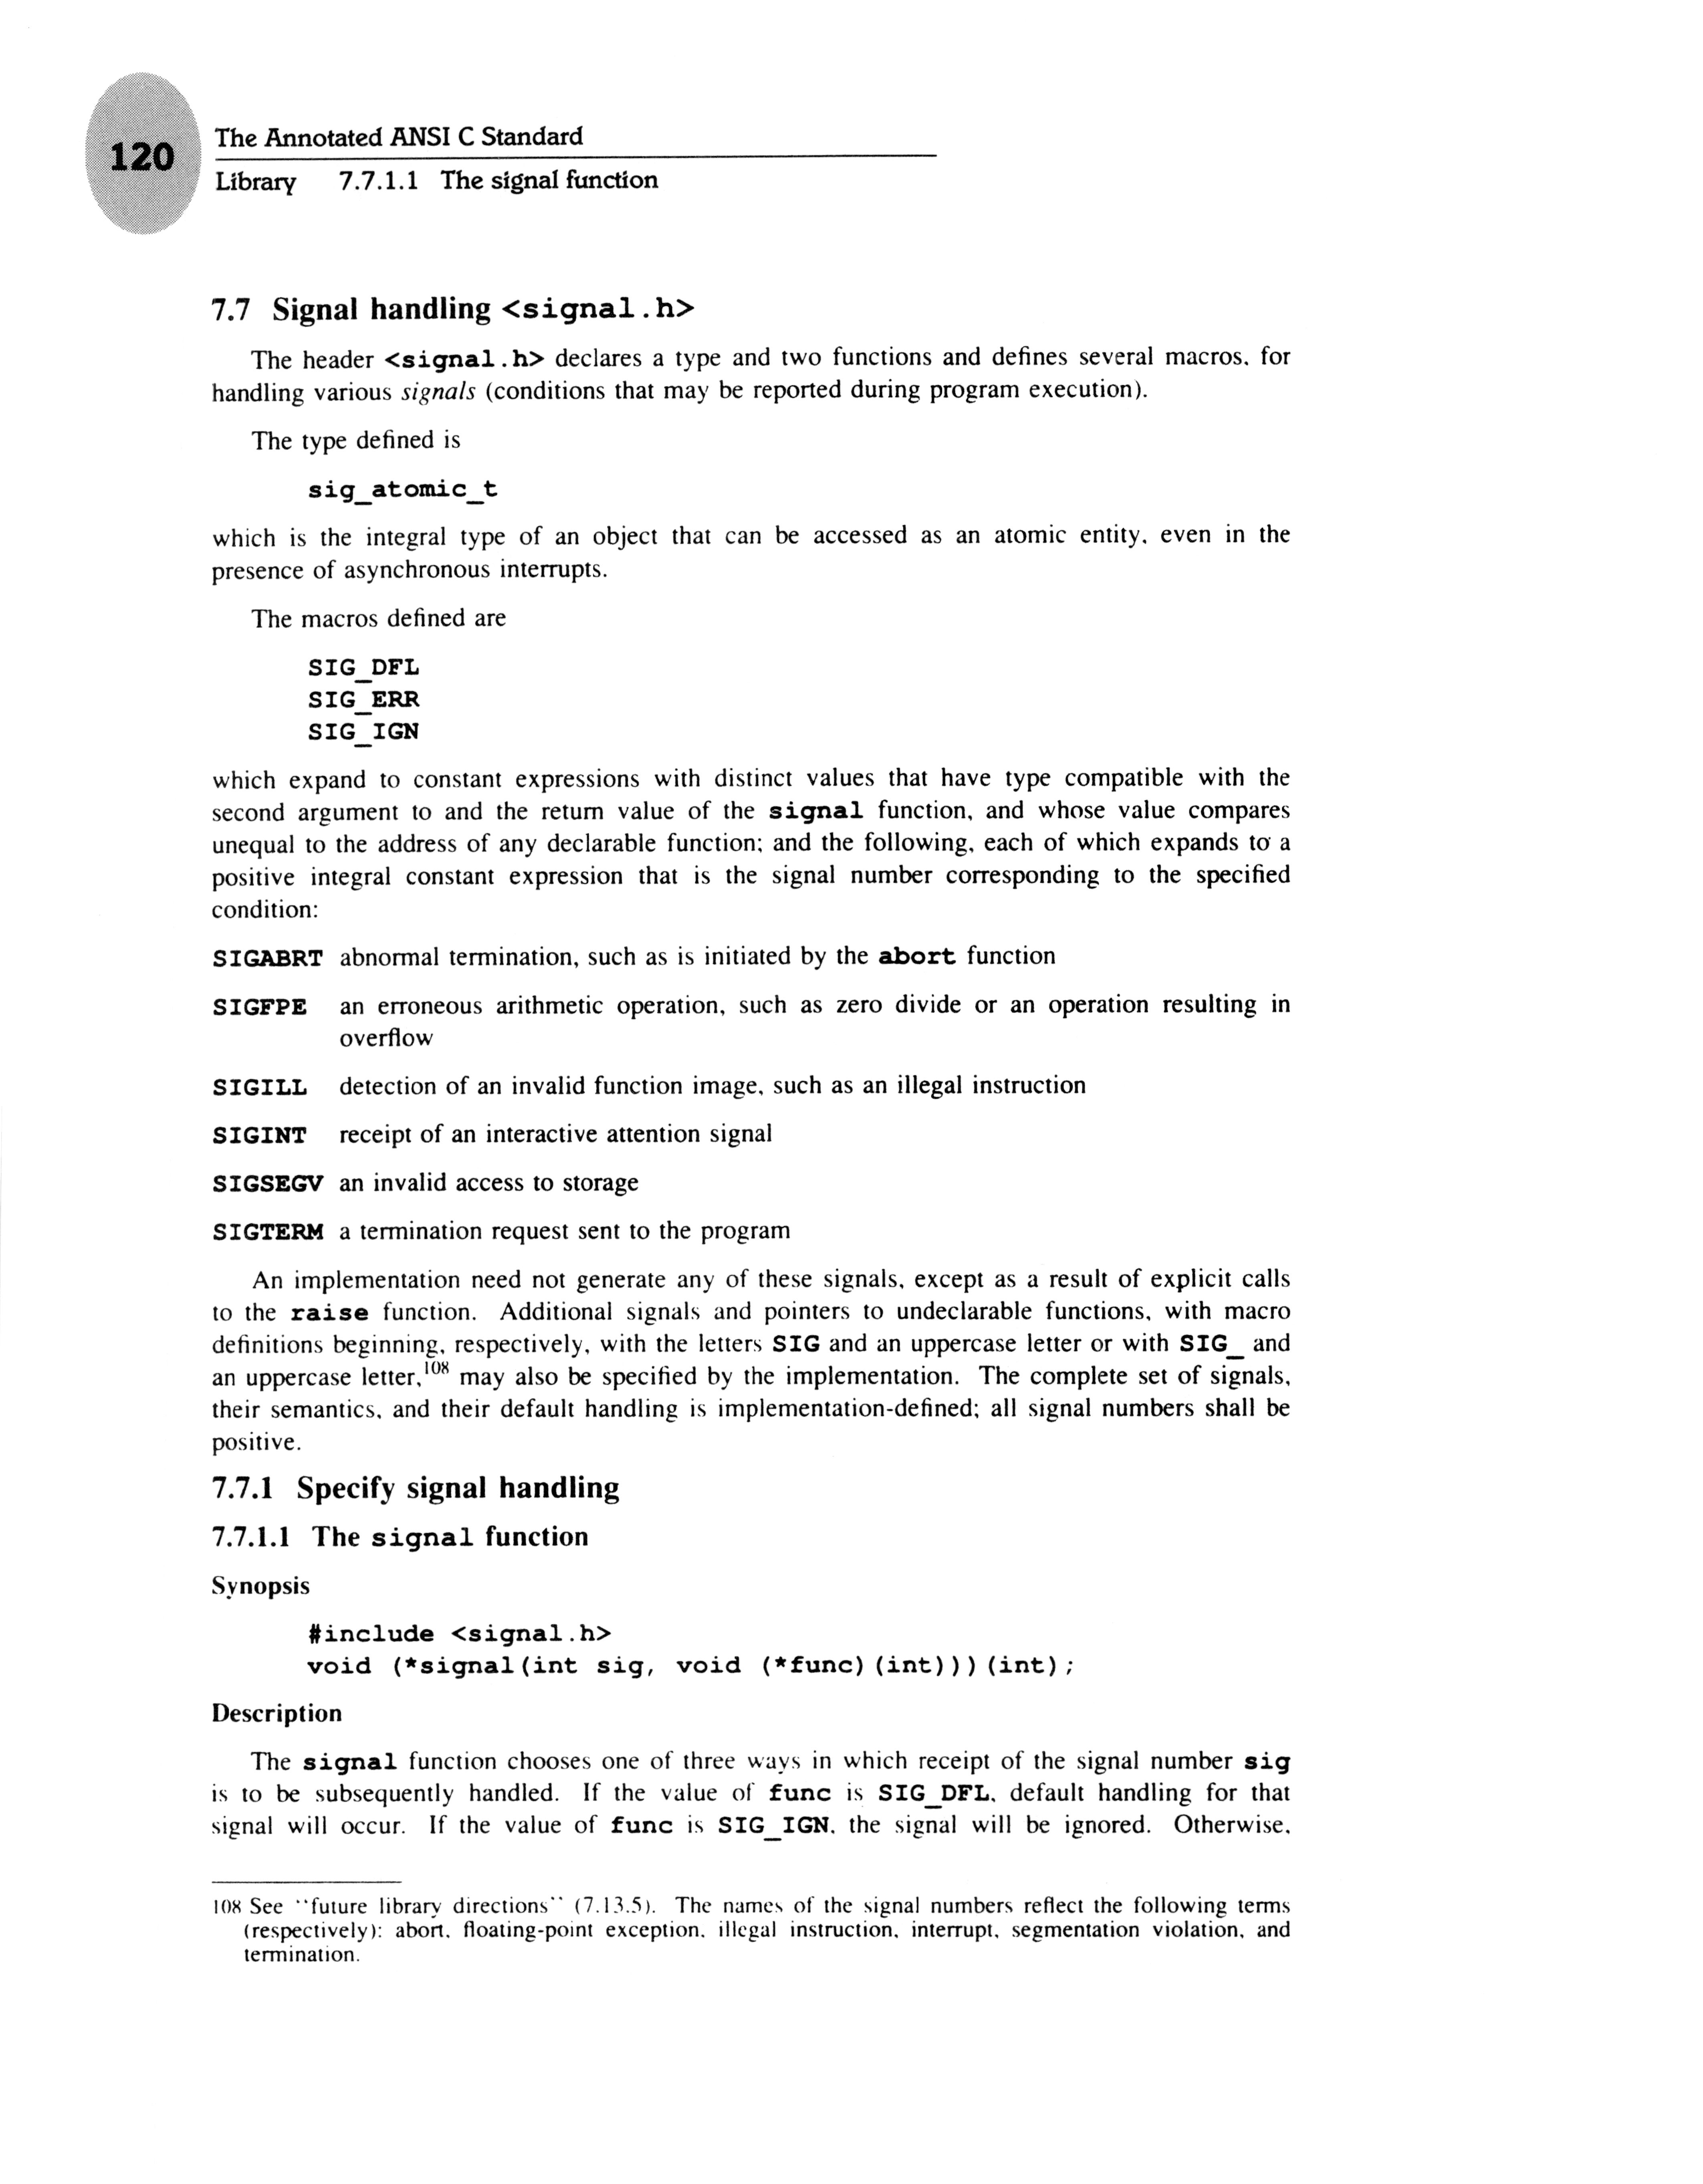 120
The Annotated ANSI C Standard
Library 7.7.1.1 The signal function
7.7 Signal handling <signal.h>
The header <signal.h> declares a type and two functions and defines several macros, for
handling various signals (conditions that may be reported during program execution).
The type defined is
sig_atomic_t
which is the integral type of an object that can be accessed as an atomic entity, even in the
presence of asynchronous interrupts.
The macros defined are
SIG_DFL
SIG_ERR
SIG_IGN
which expand to constant expressions with distinct values that have type compatible with the
second argument to and the return value of the signal function, and whose value compares
unequal to the address of any declarable function; and the following, each of which expands to a
positive integral constant expression that is the signal number corresponding to the specified
condition:
SIGABRT abnormal termination, such as is initiated by the abort function
SIGFPE an erroneous arithmetic operation, such as zero divide or an operation resulting in
overflow
SIGILL detection of an invalid function image, such as an illegal instruction
SIGINT receipt of an interactive attention signal
SIGSEGV an invalid access to storage
SIGTERM a termination request sent to the program
An implementation need not generate any of these signals, except as a result of explicit calls
to the raise function. Additional signals and pointers to undeclarable functions, with macro
definitions beginning, respectively, with the letters SIG and an uppercase letter or with SIG_ and
an uppercase letter,108 may also be specified by the implementation. The complete set of signals,
their semantics, and their default handling is implementation-defined; all signal numbers shall be
positive.
7.7.1 Specify signal handling
7.7.1.1 The signal function
Synopsis
#include <signal.h>
void (*signal(int sig, void (*func)(int)))(int);
Description
The signal function chooses one of three ways in which receipt of the signal number sig
is to be subsequently handled. If the value of func is SIG_DFL, default handling for that
signal will occur. If the value of func is SIG_IGN, the signal will be ignored. Otherwise,
108 See ``future library directions'' (7.13.5). The names of the signal numbers reflect the following terms
(respectively): abort, floating-point exception, illegal instruction, interrupt, segmentation violation, and
termination.